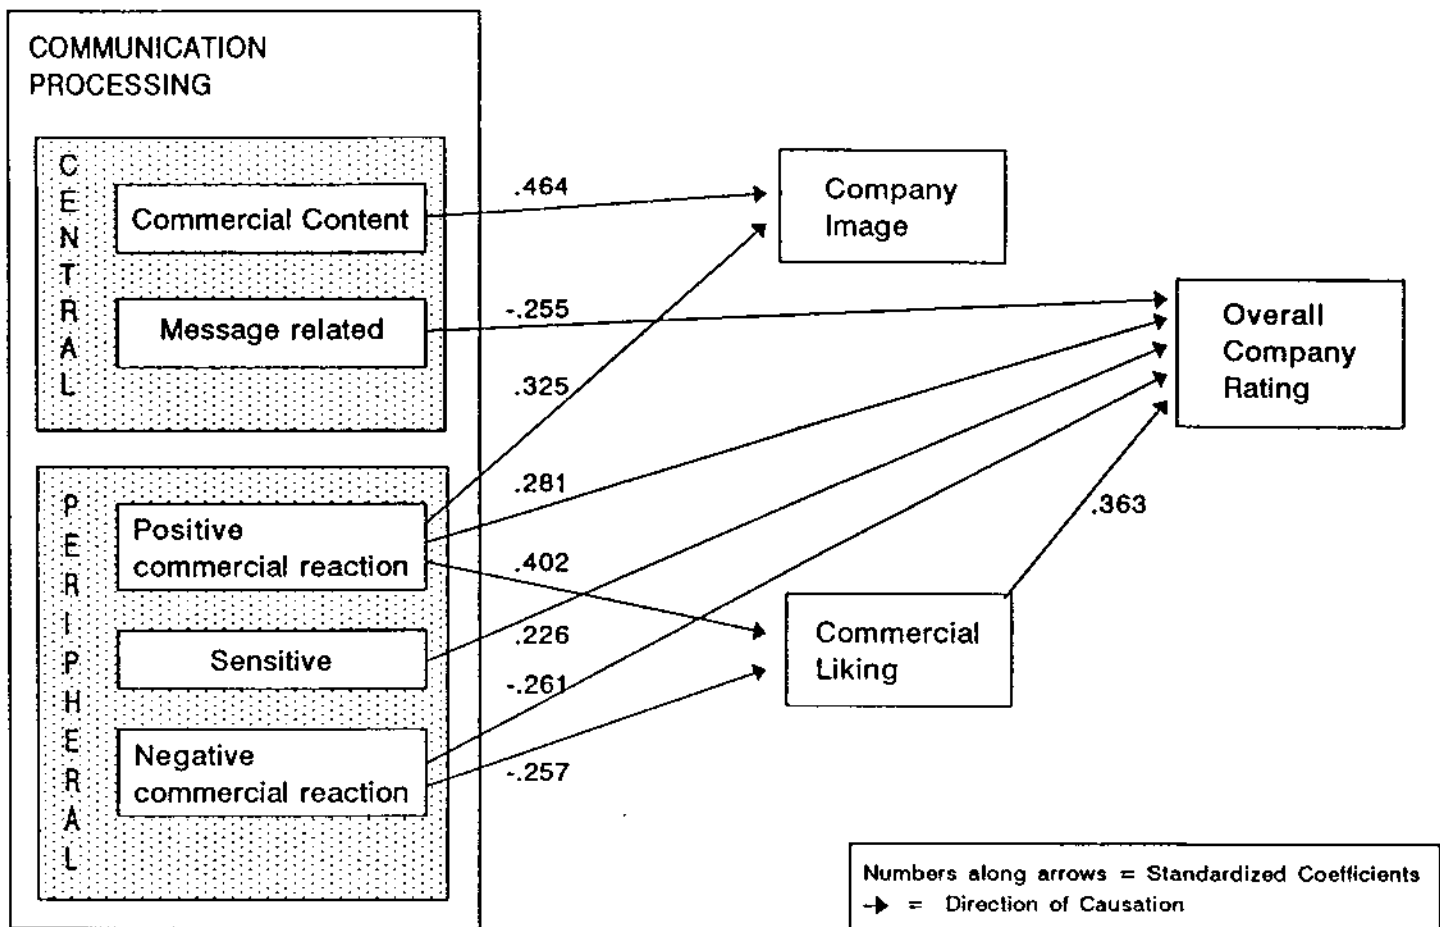 COMMUNICATION
PROCESSING
CENTRAL
Commercial Content
Message related
PERIPHERAL
Positive
commercial reaction
Sensitive
Negative
commercial reaction
.464
-.255
.325
.281
.402
.226
-.261
-.257
Company
Image
Overall
Company
Rating
.363
Commercial
Liking
Numbers along arrows = Standardized Coefficients
→ = Direction of Causation